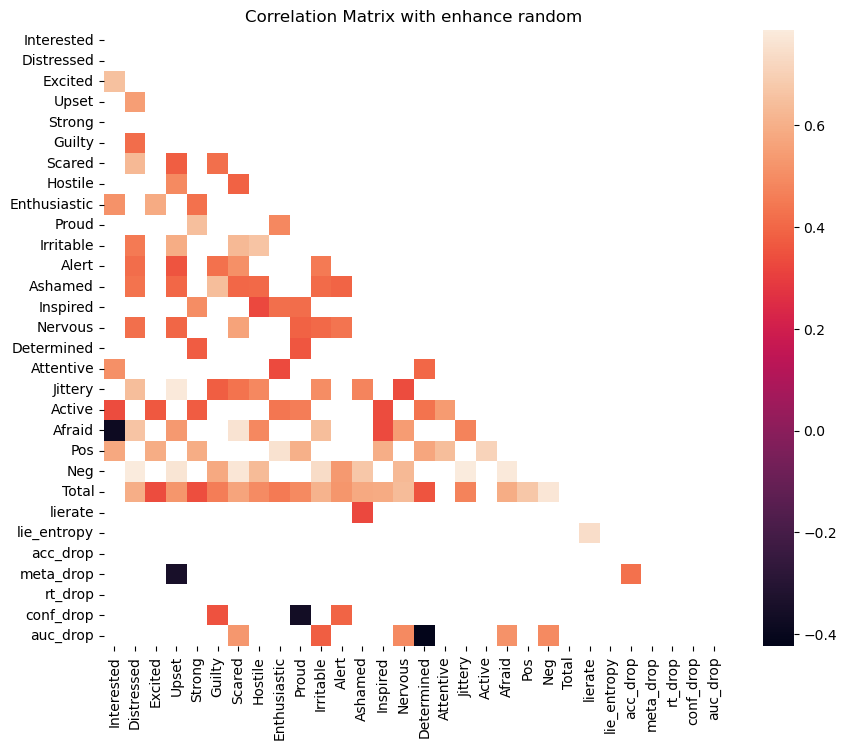 Correlation Matrix with enhance random
Interested
Distressed
Excited
Upset
Strong
Guilty
Scared
Hostile
Enthusiastic
Proud
Irritable
Alert
Ashamed
Inspired
Nervous
Determined
Attentive
Jittery
Active
Afraid
Pos
Neg
Total
lierate
lie_entropy
acc_drop
meta_drop
rt_drop
conf_drop
auc_drop
Interested
Distressed
Excited
Upset
Strong
Guilty
Scared
Hostile
Enthusiastic
Proud
Irritable
Alert
Ashamed
Inspired
Nervous
Determined
Attentive
Jittery
Active
Afraid
Pos
Neg
Total
lierate
lie_entropy
acc_drop
meta_drop
rt_drop
conf_drop
auc_drop
0.6
0.4
0.2
0.0
−0.2
−0.4